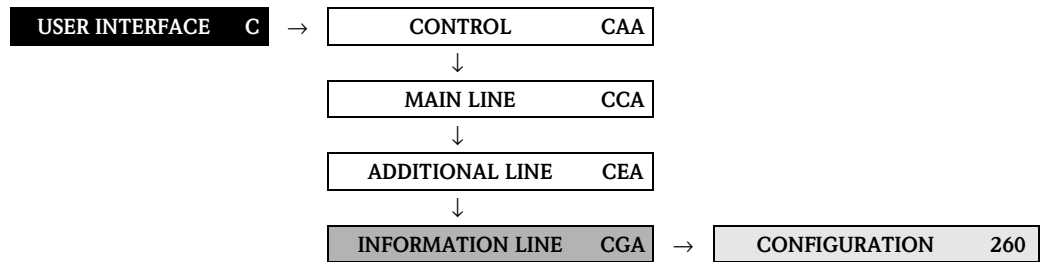 USER INTERFACE C → CONTROL CAA
↓
MAIN LINE CCA
↓
ADDITIONAL LINE CEA
↓
INFORMATION LINE CGA → CONFIGURATION 260